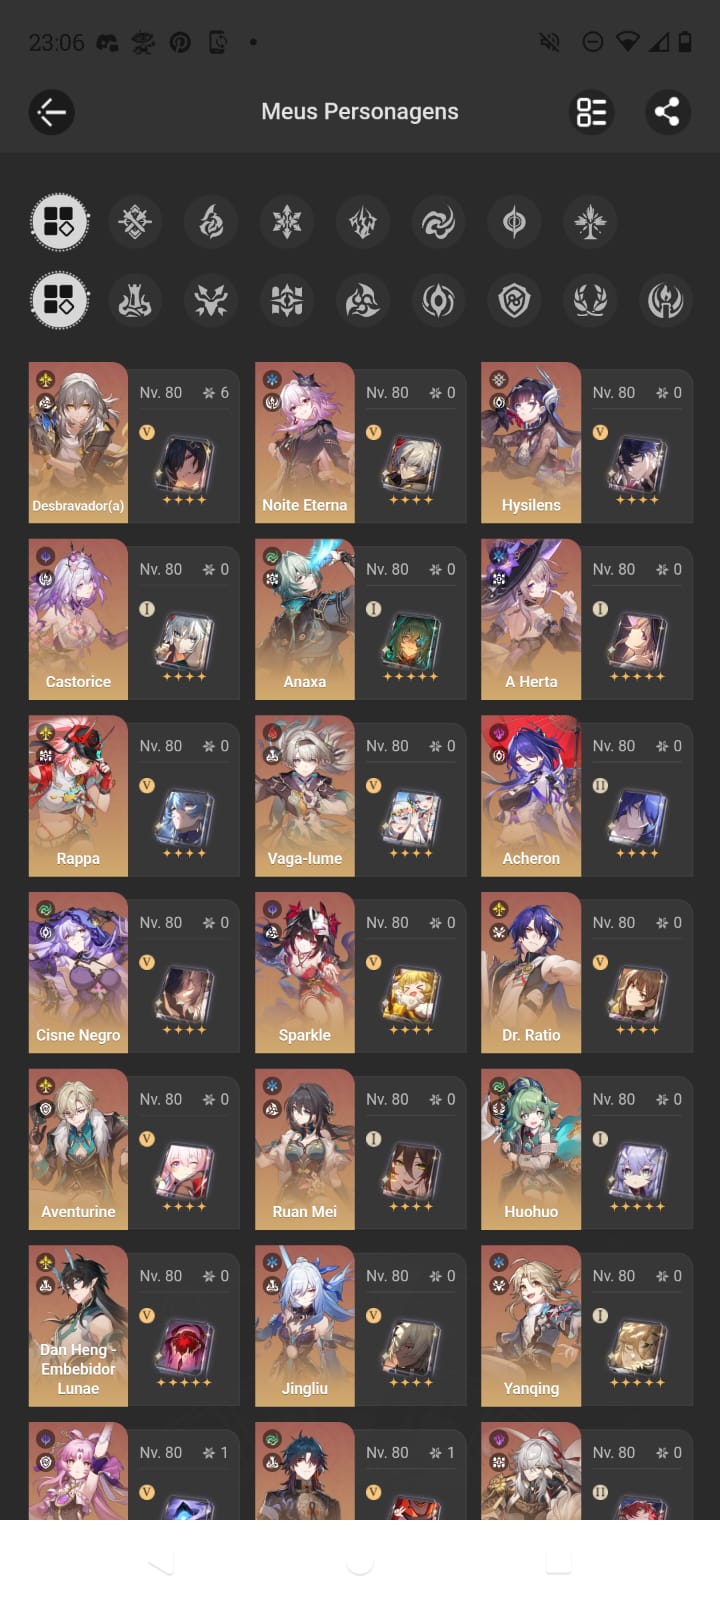 23:06
Meus Personagens
Nv. 80 6
V
Desbravador(a)
Nv. 80 0
V
Noite Eterna
Nv. 80 0
V
Hysilens
Nv. 80 0
I
Castorice
Nv. 80 0
I
Anaxa
Nv. 80 0
I
A Herta
Nv. 80 0
V
Rappa
Nv. 80 0
V
Vaga-lume
Nv. 80 0
II
Acheron
Nv. 80 0
V
Cisne Negro
Nv. 80 0
V
Sparkle
Nv. 80 0
V
Dr. Ratio
Nv. 80 0
V
Aventurine
Nv. 80 0
I
Ruan Mei
Nv. 80 0
I
Huohuo
Nv. 80 0
V
Dan Heng -
Embebidor
Lunae
Nv. 80 0
V
Jingliu
Nv. 80 0
I
Yanqing
Nv. 80 1
V
Nv. 80 1
V
Nv. 80 0
II